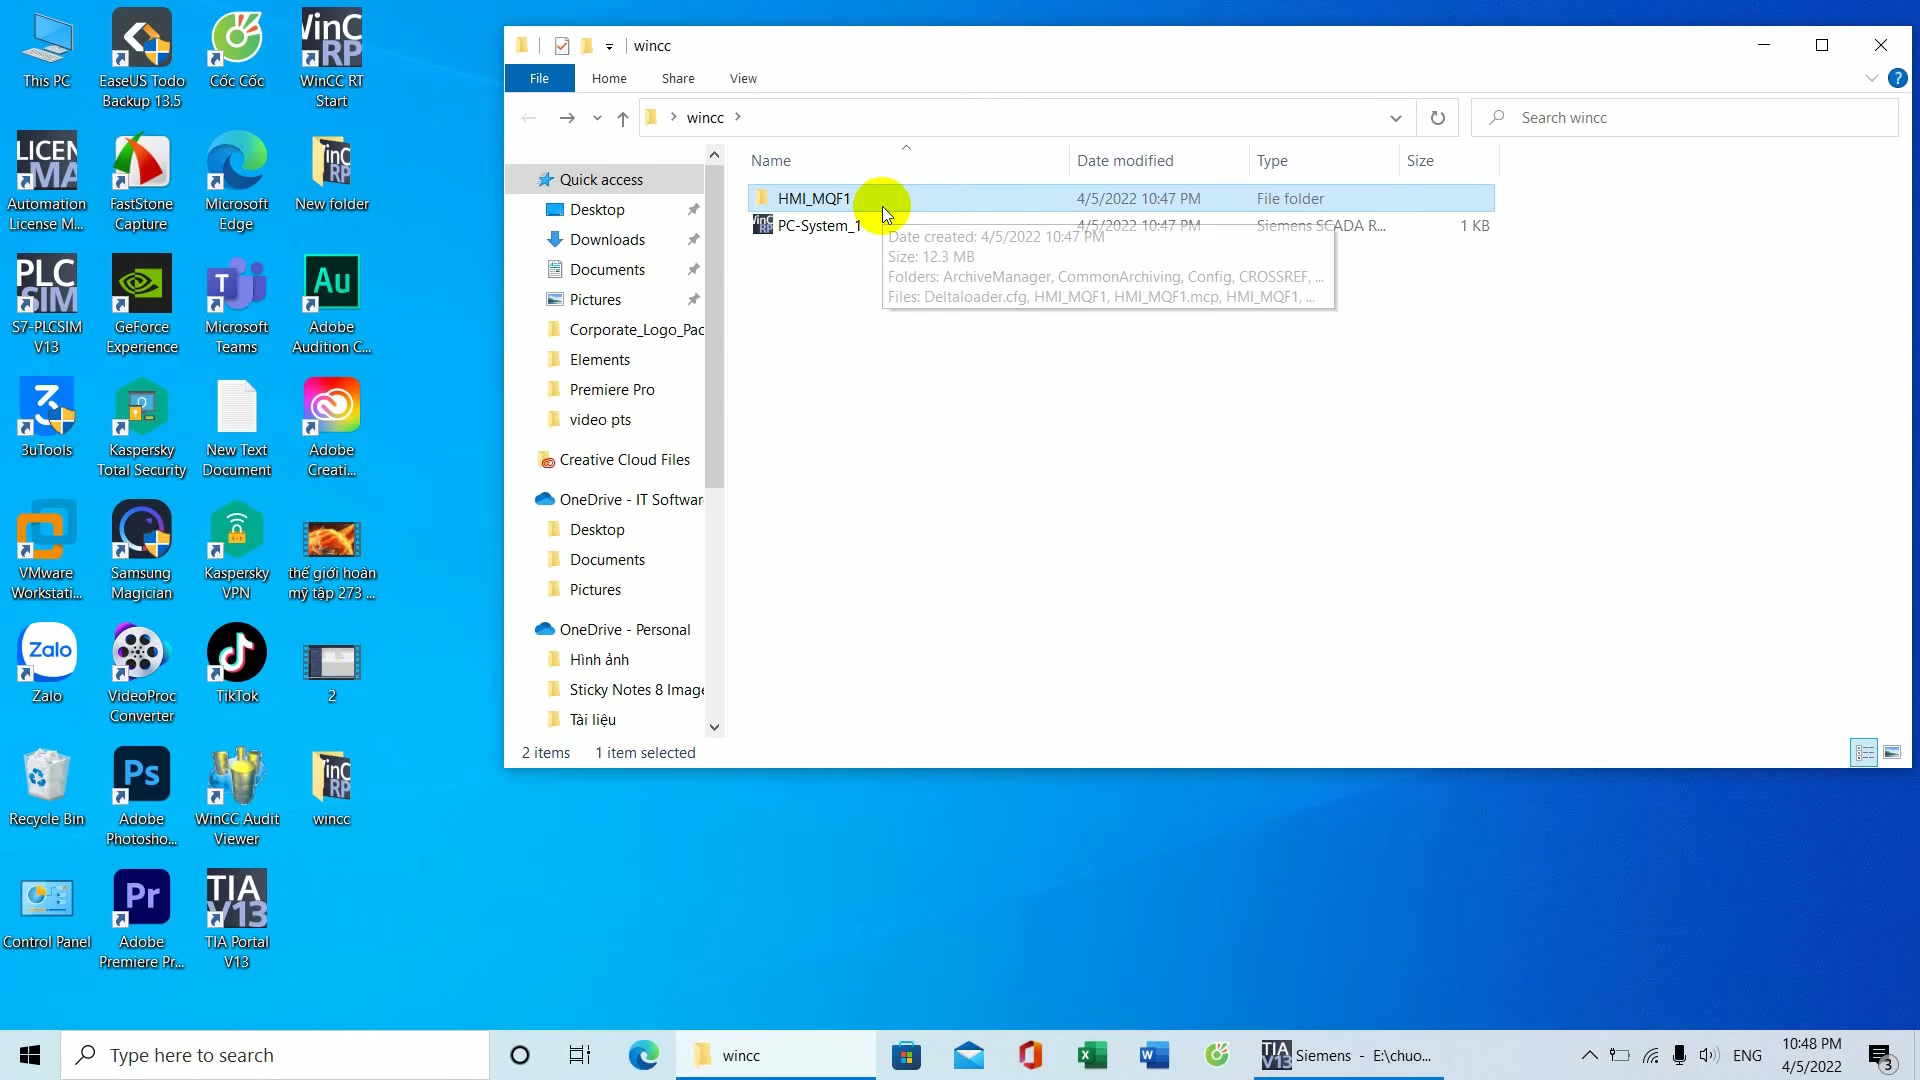 This PC
EaseUS Todo
Backup 13.5
Cốc Cốc
WinCC RT
Start
Automation
License M...
FastStone
Capture
Microsoft
Edge
New folder
S7-PLCSIM
V13
GeForce
Experience
Microsoft
Teams
Adobe
Audition C...
3uTools
Kaspersky
Total Security
New Text
Document
Adobe
Creati...
VMware
Workstati...
Samsung
Magician
Kaspersky
VPN
thế giới hoàn
mỹ tập 273 ...
Zalo
Zalo
VideoProc
Converter
TikTok
2
Recycle Bin
Adobe
Photosho...
WinCC Audit
Viewer
wincc
Control Panel
Adobe
Premiere Pr...
TIA Portal
V13
wincc
File
Home
Share
View
wincc
Search wincc
Name
Date modified
Type
Size
HMI_MQF1
4/5/2022 10:47 PM
File folder
PC-System_1
4/5/2022 10:47 PM
Siemens SCADA R...
1 KB
Date created: 4/5/2022 10:47 PM
Size: 12.3 MB
Folders: ArchiveManager, CommonArchiving, Config, CROSSREF, ...
Files: Deltaloader.cfg, HMI_MQF1, HMI_MQF1.mcp, HMI_MQF1, ...
Quick access
Desktop
Downloads
Documents
Pictures
Corporate_Logo_Pac
Elements
Premiere Pro
video pts
Creative Cloud Files
OneDrive - IT Softwar
Desktop
Documents
Pictures
OneDrive - Personal
Hình ảnh
Sticky Notes 8 Image
Tài liệu
2 items
1 item selected
Type here to search
wincc
Siemens - E:\chuo...
ENG
10:48 PM
4/5/2022
3